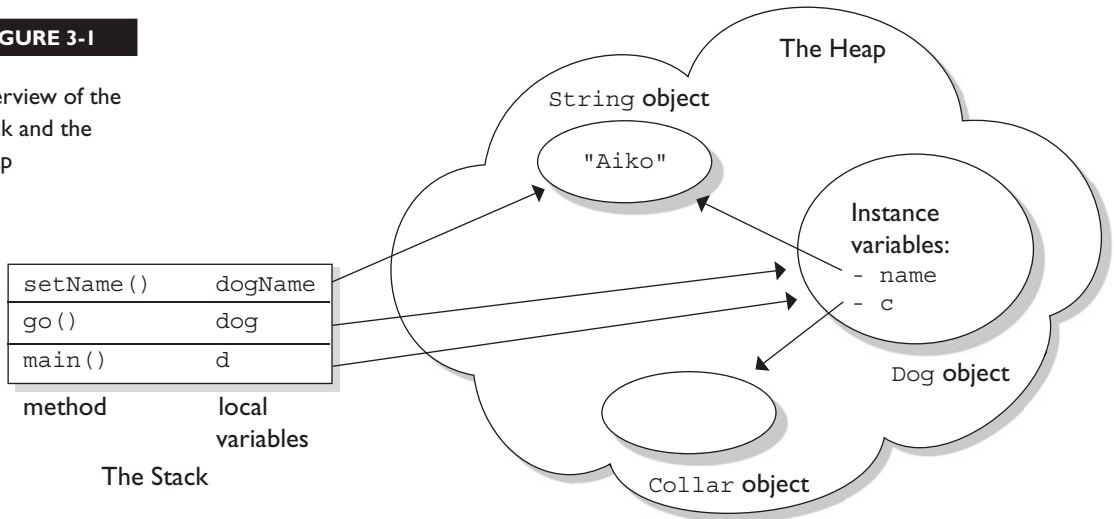 GURE 3-1
erview of the
ck and the
p
The Heap
String object
"Aiko"
Instance
variables:
- name
- c
Dog object
Collar object
setName() dogName
go() dog
main() d
method local
variables
The Stack